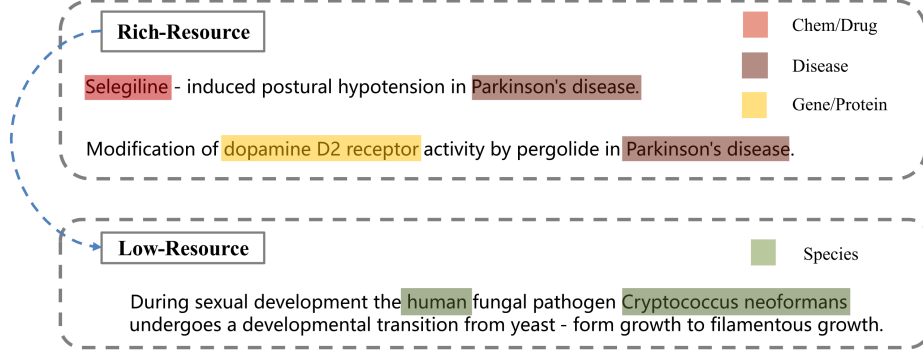 Rich-Resource
Chem/Drug
Disease
Gene/Protein
Selegiline - induced postural hypotension in Parkinson's disease.
Modification of dopamine D2 receptor activity by pergolide in Parkinson's disease.
Low-Resource
Species
During sexual development the human fungal pathogen Cryptococcus neoformans
undergoes a developmental transition from yeast - form growth to filamentous growth.